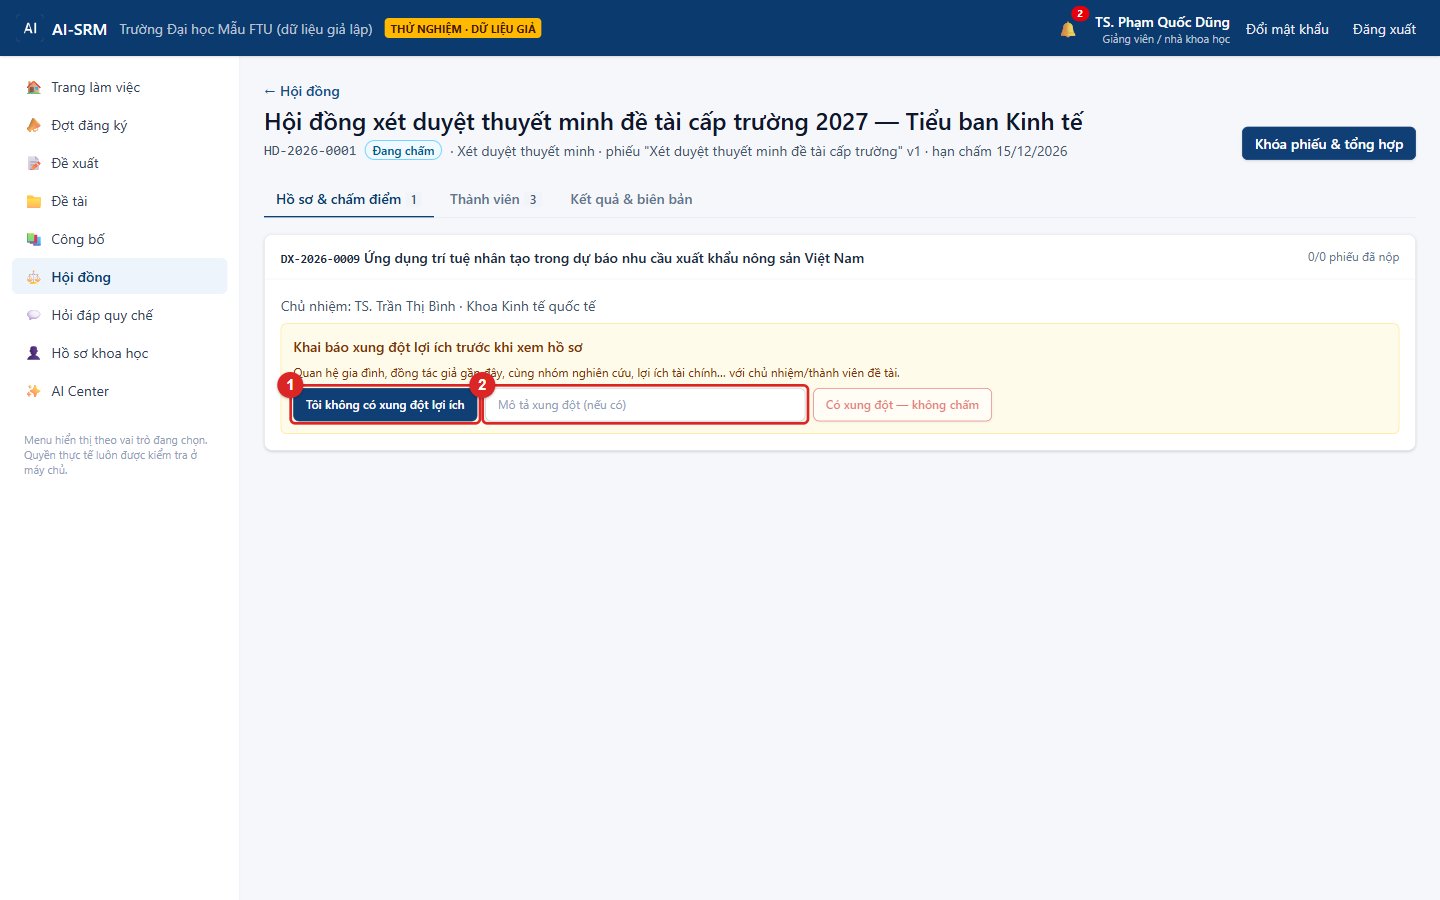 AI AI-SRM Trường Đại học Mẫu FTU (dữ liệu giả lập) THỬ NGHIỆM · DỮ LIỆU GIẢ
2 TS. Phạm Quốc Dũng
Giảng viên / nhà khoa học
Đổi mật khẩu
Đăng xuất
Trang làm việc
Đợt đăng ký
Đề xuất
Đề tài
Công bố
Hội đồng
Hỏi đáp quy chế
Hồ sơ khoa học
AI Center
Menu hiển thị theo vai trò đang chọn.
Quyền thực tế luôn được kiểm tra ở
máy chủ.
← Hội đồng
Hội đồng xét duyệt thuyết minh đề tài cấp trường 2027 — Tiểu ban Kinh tế
HD-2026-0001 Đang chấm · Xét duyệt thuyết minh · phiếu "Xét duyệt thuyết minh đề tài cấp trường" v1 · hạn chấm 15/12/2026
Khóa phiếu & tổng hợp
Hồ sơ & chấm điểm 1 Thành viên 3 Kết quả & biên bản
DX-2026-0009 Ứng dụng trí tuệ nhân tạo trong dự báo nhu cầu xuất khẩu nông sản Việt Nam 0/0 phiếu đã nộp
Chủ nhiệm: TS. Trần Thị Bình · Khoa Kinh tế quốc tế
Khai báo xung đột lợi ích trước khi xem hồ sơ
Quan hệ gia đình, đồng tác giả gần đây, cùng nhóm nghiên cứu, lợi ích tài chính... với chủ nhiệm/thành viên đề tài.
1 2
Tôi không có xung đột lợi ích Mô tả xung đột (nếu có) Có xung đột — không chấm